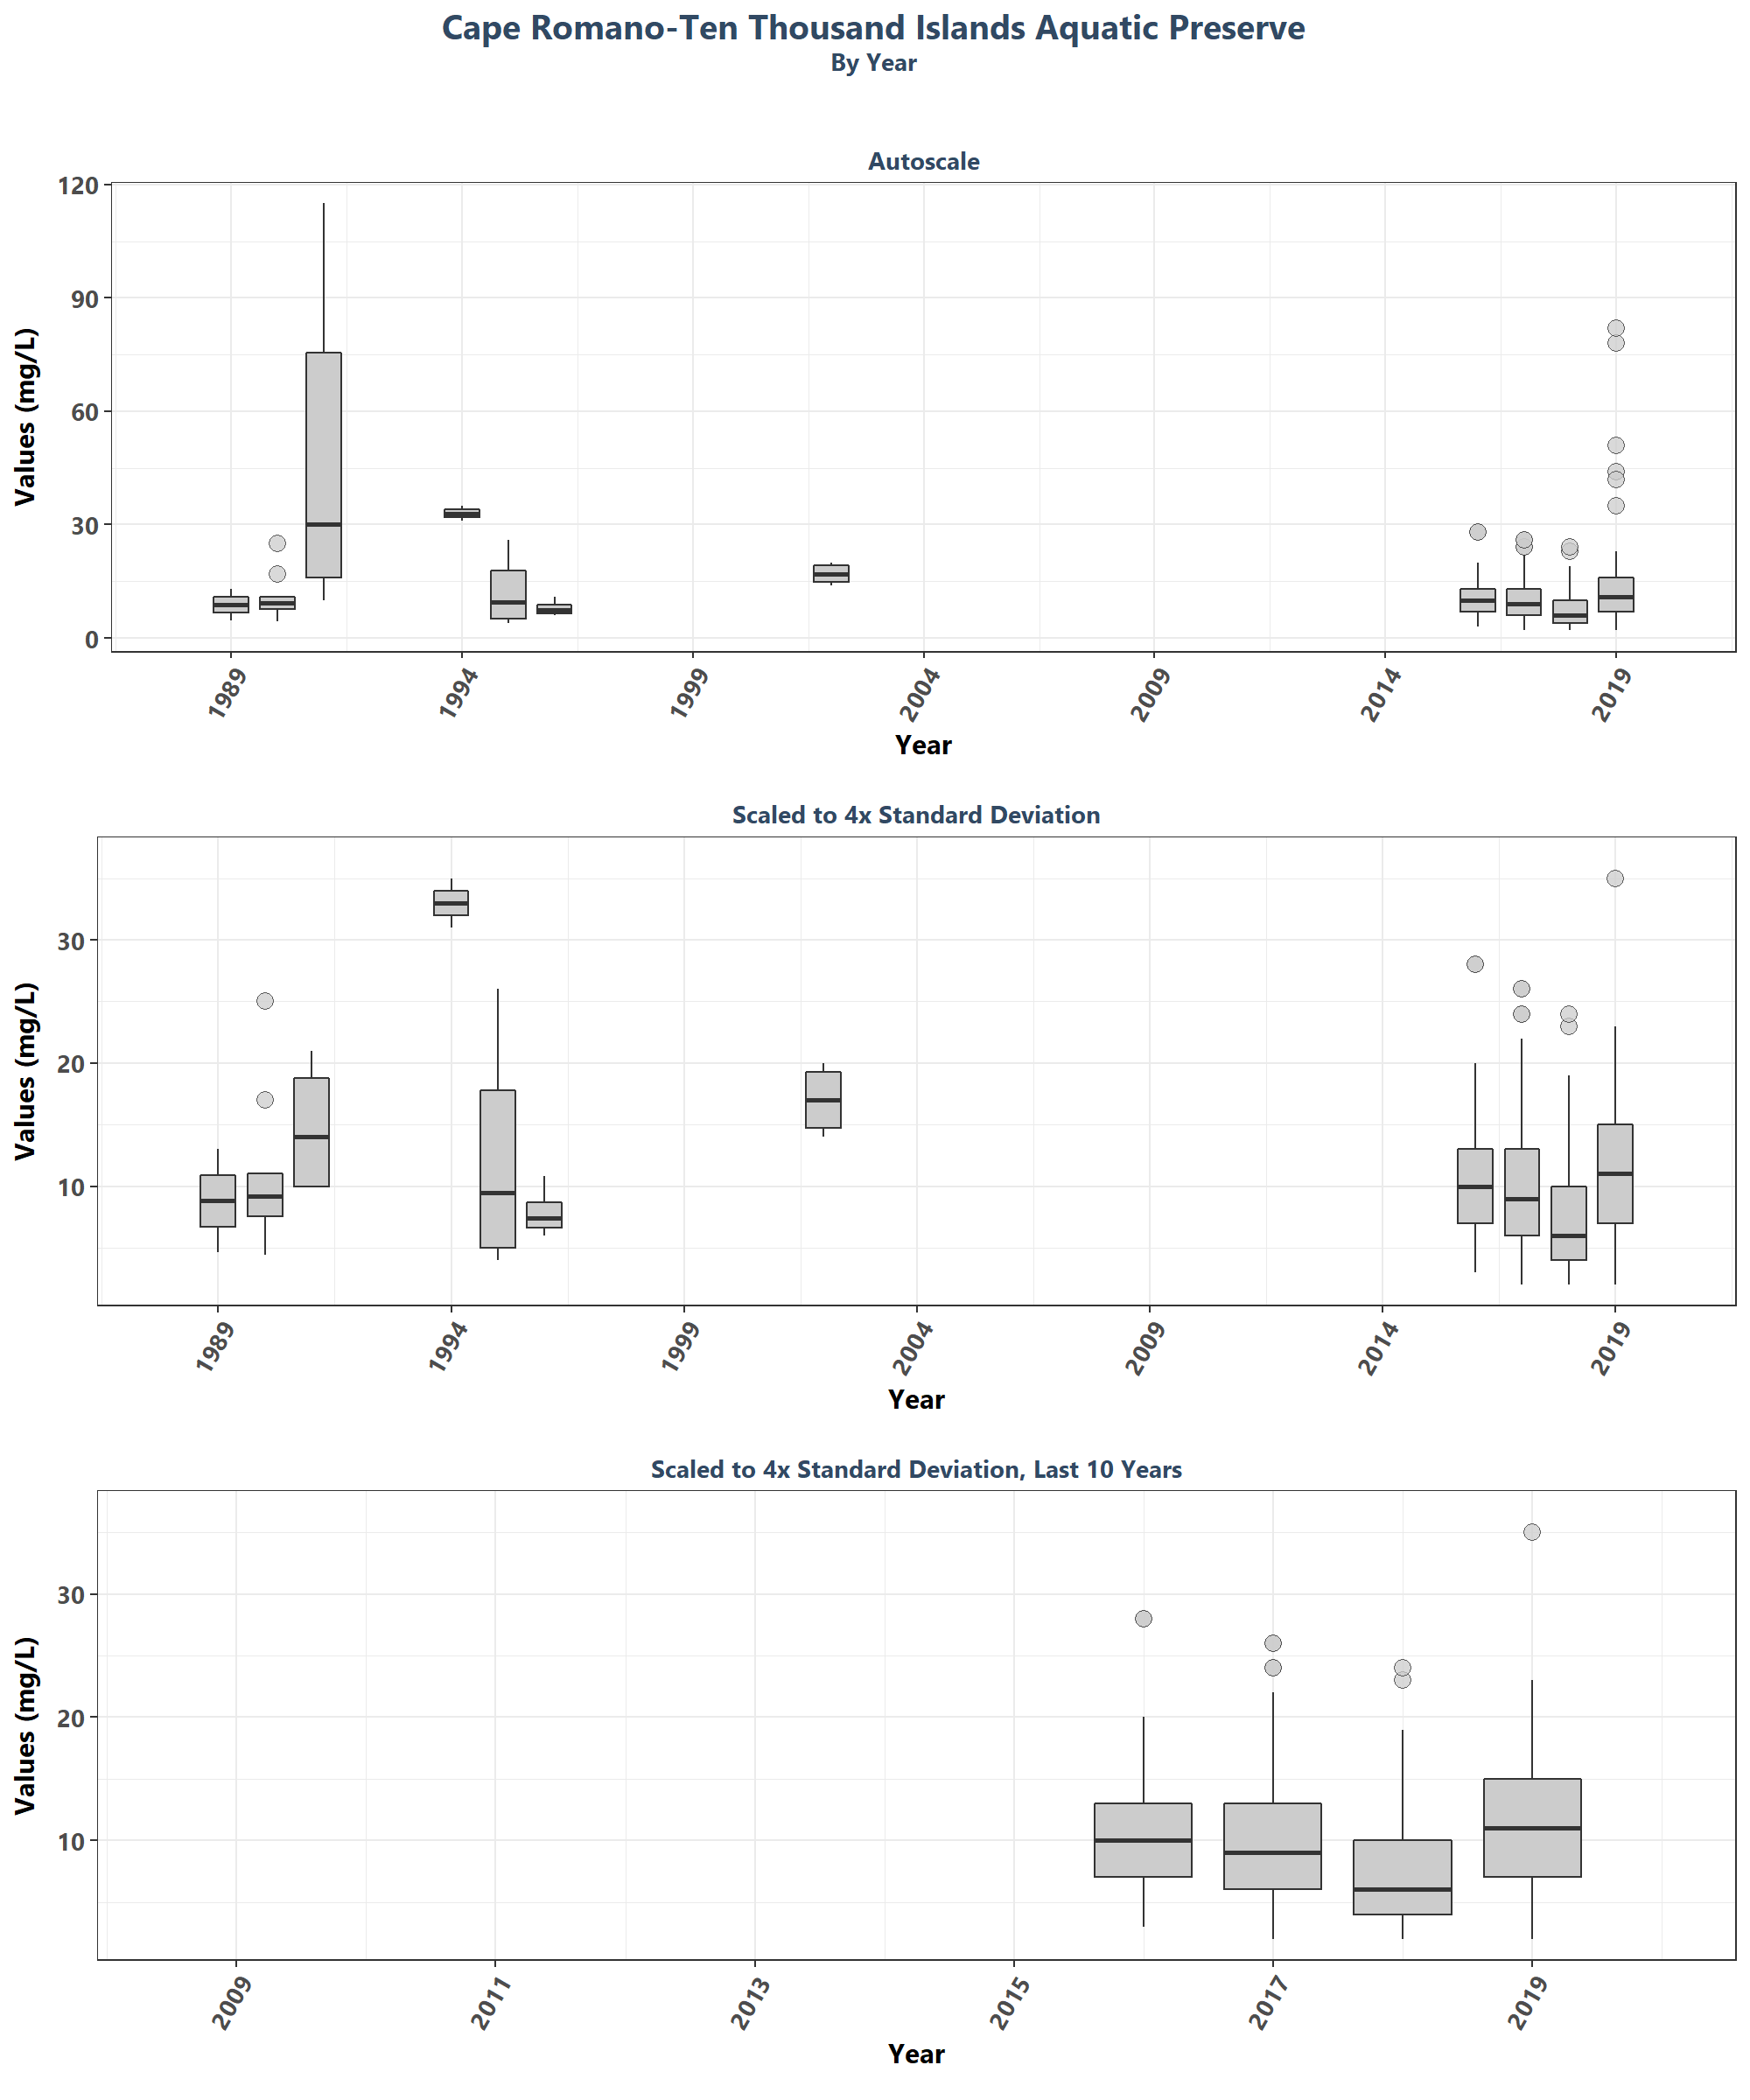 Cape Romano-Ten Thousand Islands Aquatic Preserve
By Year
Autoscale
Values (mg/L)
120
90
60
30
0
1989
1994
1999
2004
2009
2014
2019
Year
Scaled to 4x Standard Deviation
Values (mg/L)
30
20
10
1989
1994
1999
2004
2009
2014
2019
Year
Scaled to 4x Standard Deviation, Last 10 Years
Values (mg/L)
30
20
10
2009
2011
2013
2015
2017
2019
Year